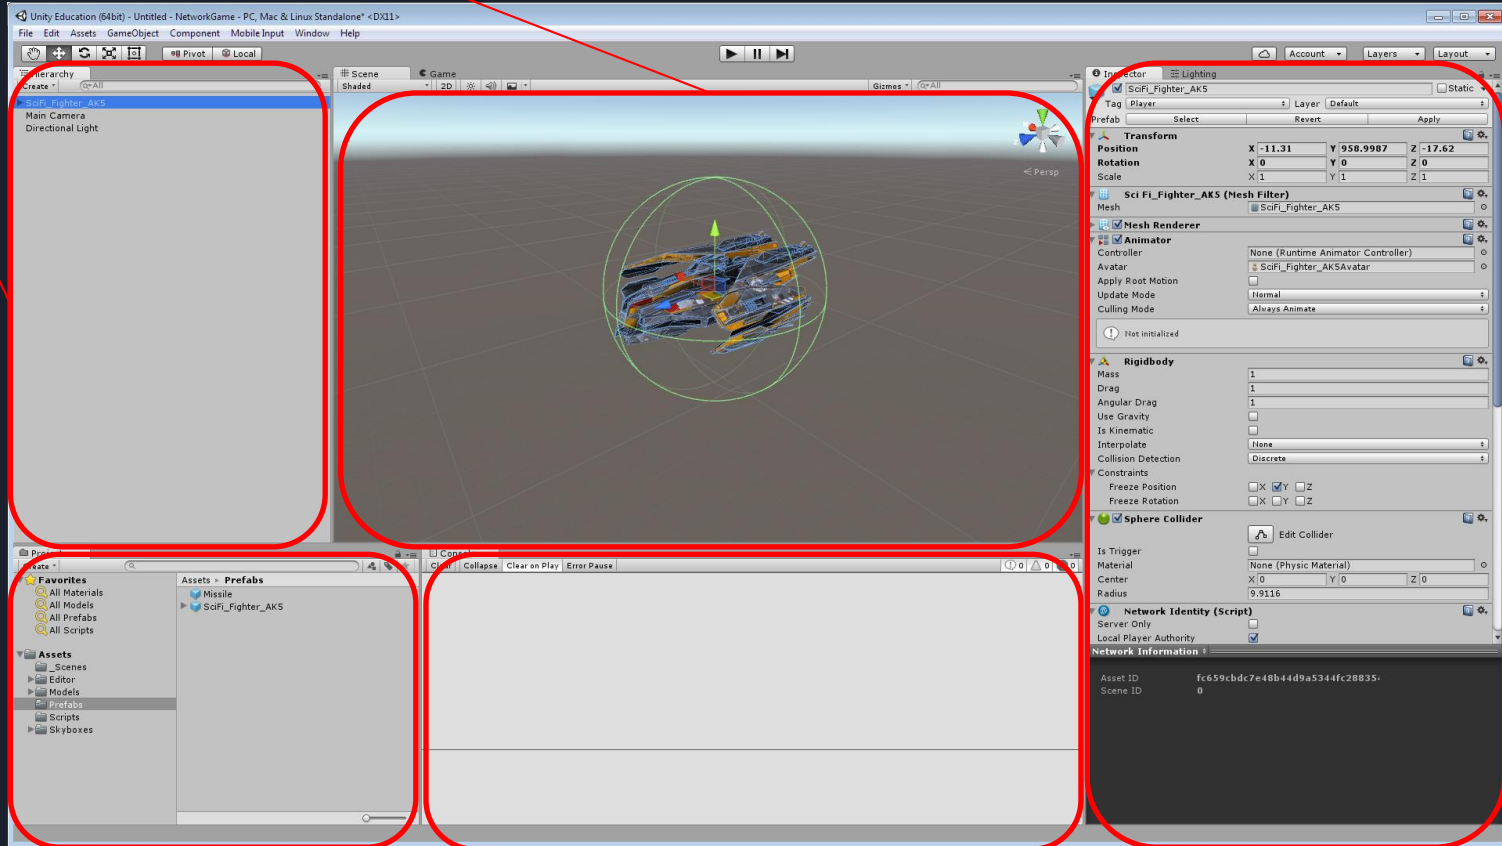 Unity Education (64bit) - Untitled - NetworkGame - PC, Mac & Linux Standalone* <DX11>
File Edit Assets GameObject Component Mobile Input Window Help
Pivot Local Account Layers Layout
Hierarchy
Create All
SciFi_Fighter_AK5
Main Camera
Directional Light
Scene Game
Shaded 2D Gizmos All
Persp
Inspector Lighting
SciFi_Fighter_AK5 Static
Tag Player Layer Default
Prefab Select Revert Apply
Transform
Position X -11.31 Y 958.9987 Z -17.62
Rotation X 0 Y 0 Z 0
Scale X 1 Y 1 Z 1
Sci Fi_Fighter_AK5 (Mesh Filter)
Mesh SciFi_Fighter_AK5
Mesh Renderer
Animator
Controller None (Runtime Animator Controller)
Avatar SciFi_Fighter_AK5Avatar
Apply Root Motion
Update Mode Normal
Culling Mode Always Animate
Not initialized
Rigidbody
Mass 1
Drag 1
Angular Drag 1
Use Gravity
Is Kinematic
Interpolate None
Collision Detection Discrete
Constraints
Freeze Position X Y Z
Freeze Rotation X Y Z
Sphere Collider
Edit Collider
Is Trigger
Material None (Physic Material)
Center X 0 Y 0 Z 0
Radius 9.9116
Network Identity (Script)
Server Only
Local Player Authority
Network Information
Asset ID fc659cbdc7e48b44d9a5344fc28835
Scene ID 0
Create
Favorites
All Materials
All Models
All Prefabs
All Scripts
Assets
_Scenes
Editor
Models
Prefabs
Scripts
Skyboxes
Assets Prefabs
Missile
SciFi_Fighter_AK5
Clear Collapse Clear on Play Error Pause 0 0 0